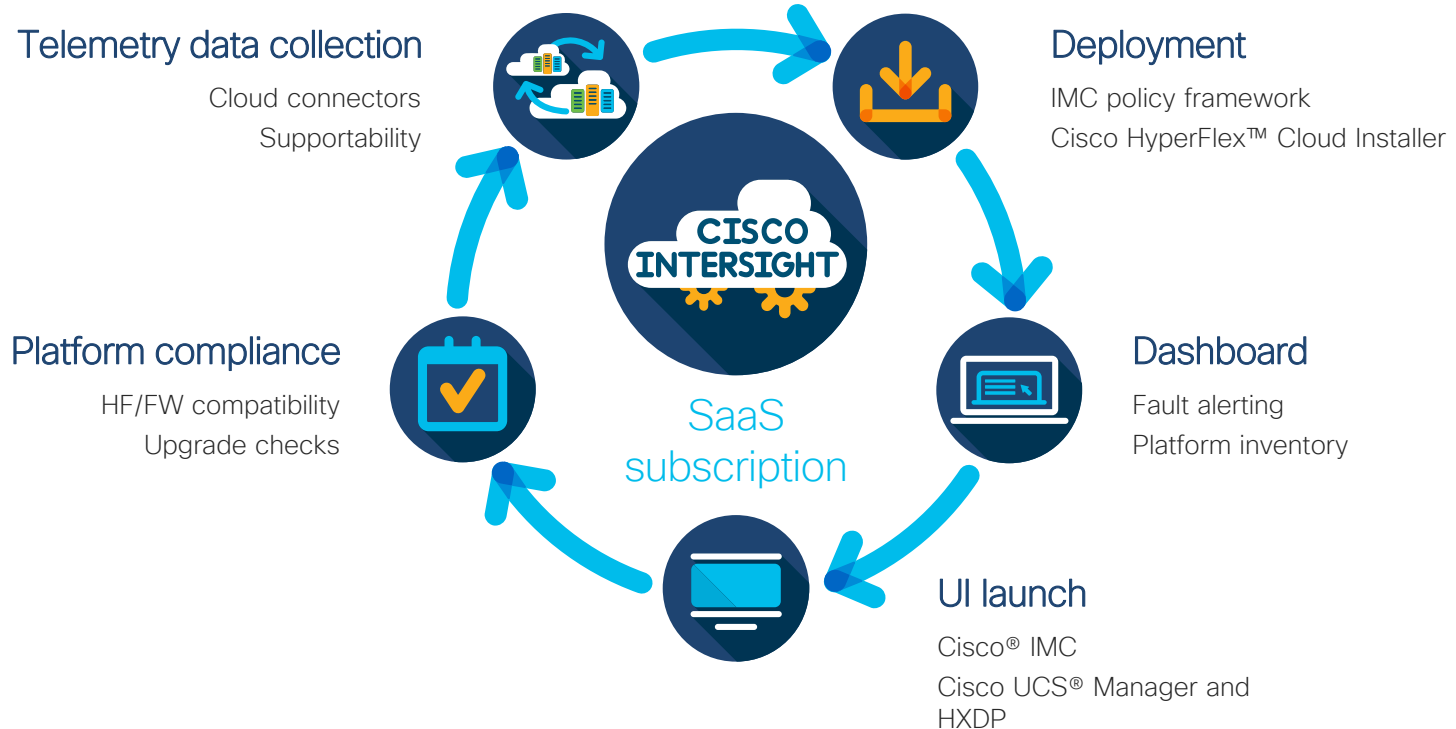 Telemetry data collection
Cloud connectors
Supportability
Deployment
IMC policy framework
Cisco HyperFlex™ Cloud Installer
CISCO
INTERSIGHT
Platform compliance
HF/FW compatibility
Upgrade checks
Dashboard
Fault alerting
Platform inventory
SaaS
subscription
UI launch
Cisco® IMC
Cisco UCS® Manager and
HXDP